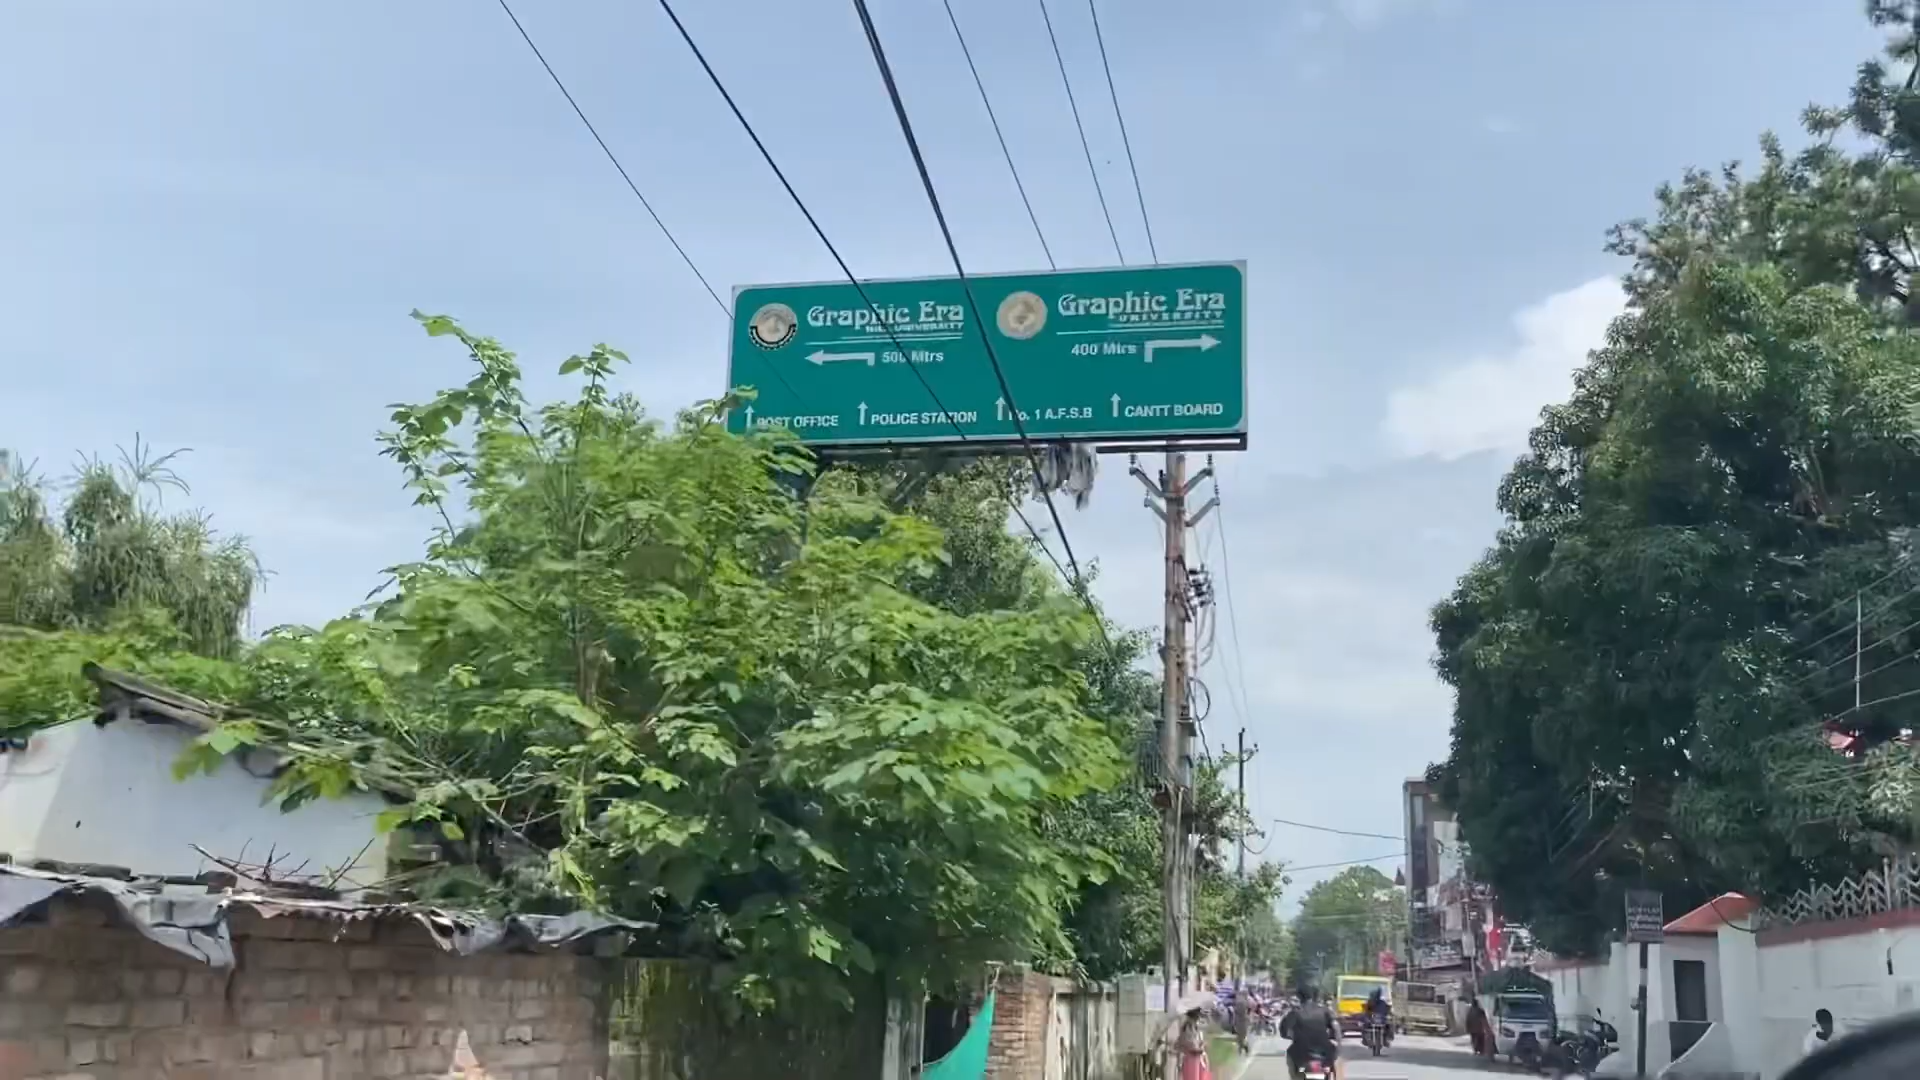 Graphic Era
HILL UNIVERSITY
500 Mtrs
Graphic Era
UNIVERSITY
400 Mtrs
POST OFFICE
POLICE STATION
No. 1 A.F.S.B
CANTT BOARD